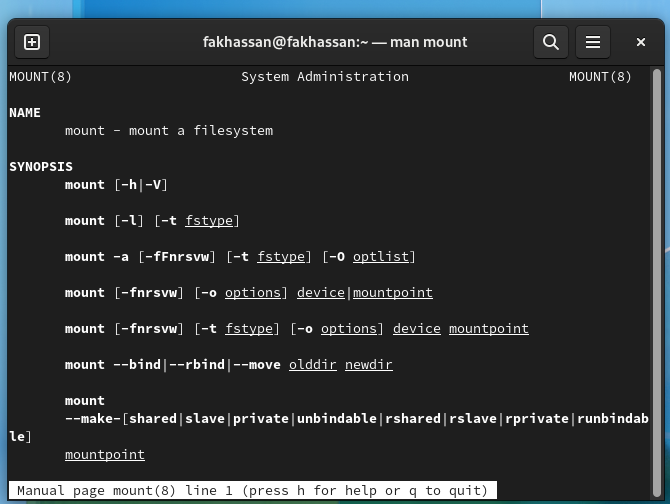 fakhassan@fakhassan:~ — man mount
MOUNT(8) System Administration MOUNT(8)
NAME
mount - mount a filesystem
SYNOPSIS
mount [-h|-V]
mount [-l] [-t fstype]
mount -a [-fFnrsvw] [-t fstype] [-O optlist]
mount [-fnrsvw] [-o options] device|mountpoint
mount [-fnrsvw] [-t fstype] [-o options] device mountpoint
mount --bind|--rbind|--move olddir newdir
mount
--make-[shared|slave|private|unbindable|rshared|rslave|rprivate|runbindab
le]
mountpoint
Manual page mount(8) line 1 (press h for help or q to quit)